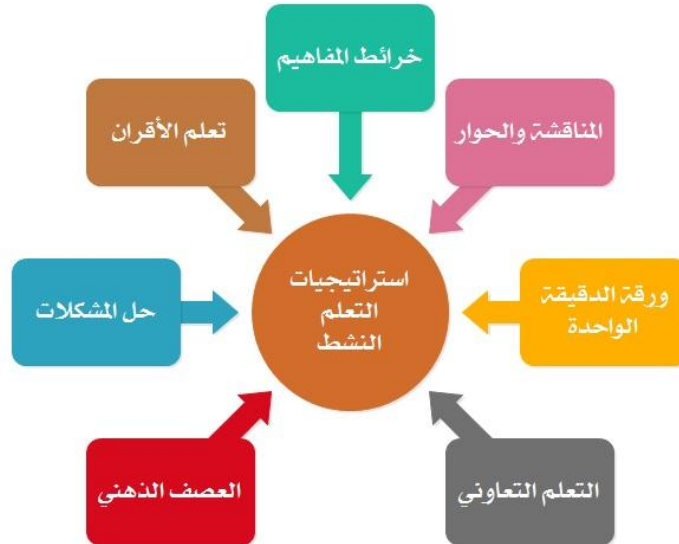 خرائط المفاهيم
المناقشة والحوار
تعلم الأقران
استراتيجيات
التعلم
النشط
ورقة الدقيقة
الواحدة
حل المشكلات
التعلم التعاوني
العصف الذهني